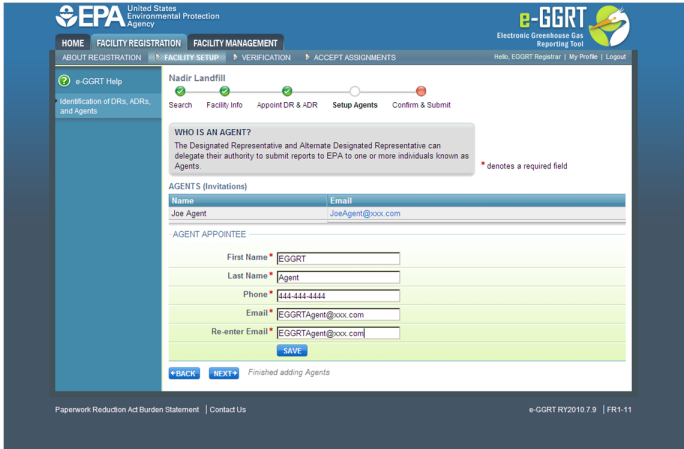 EPA United States Environmental Protection Agency
e-GGRT
Electronic Greenhouse Gas
Reporting Tool
HOME FACILITY REGISTRATION FACILITY MANAGEMENT
ABOUT REGISTRATION FACILITY SETUP VERIFICATION ACCEPT ASSIGNMENTS Hello, EGGRT Registrar | My Profile | Logout
e-GGRT Help
Identification of DRs, ADRs,
and Agents
Nadir Landfill
Search Facility Info Appoint DR & ADR Setup Agents Confirm & Submit
WHO IS AN AGENT?
The Designated Representative and Alternate Designated Representative can
delegate their authority to submit reports to EPA to one or more individuals known as
Agents.
* denotes a required field
AGENTS (Invitations)
Name Email
Joe Agent JoeAgent@xxx.com
AGENT APPOINTEE
First Name * EGGRT
Last Name * Agent
Phone * 444-444-4444
Email * EGGRTAgent@xxx.com
Re-enter Email * EGGRTAgent@xxx.com
SAVE
BACK NEXT Finished adding Agents
Paperwork Reduction Act Burden Statement | Contact Us e-GGRT RY2010.7.9 | FR1-11